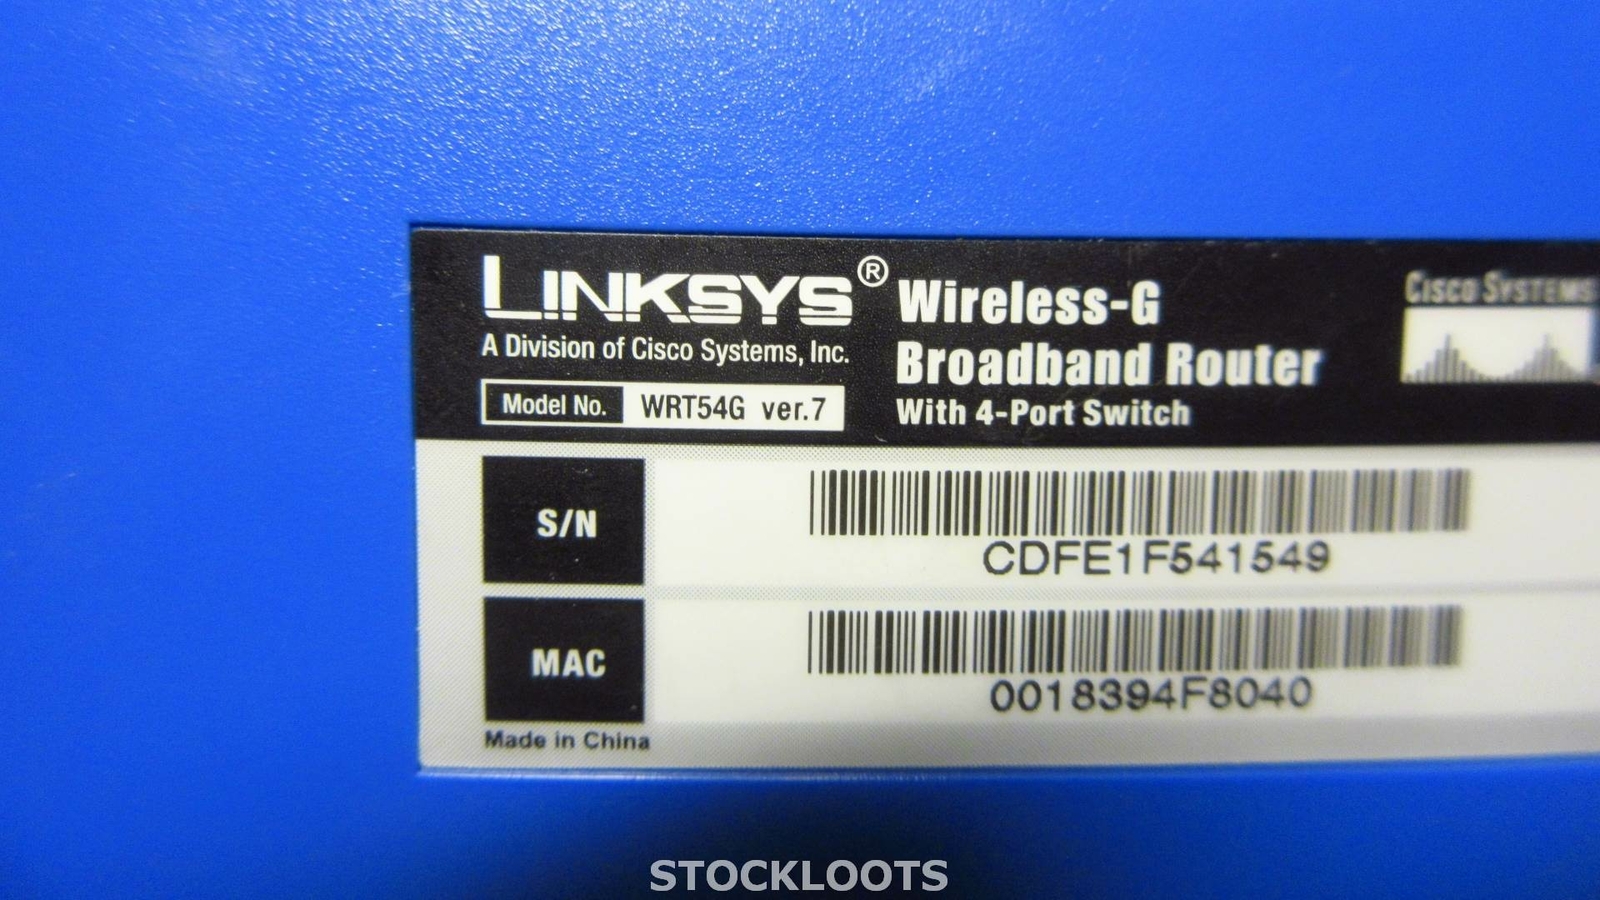 LINKSYS®
A Division of Cisco Systems, Inc.
Model No. WRT54G ver.7
Wireless-G
Broadband Router
With 4-Port Switch
CISCO SYSTEMS
S/N
CDFE1F541549
MAC
0018394F8040
Made in China
STOCKLOOTS